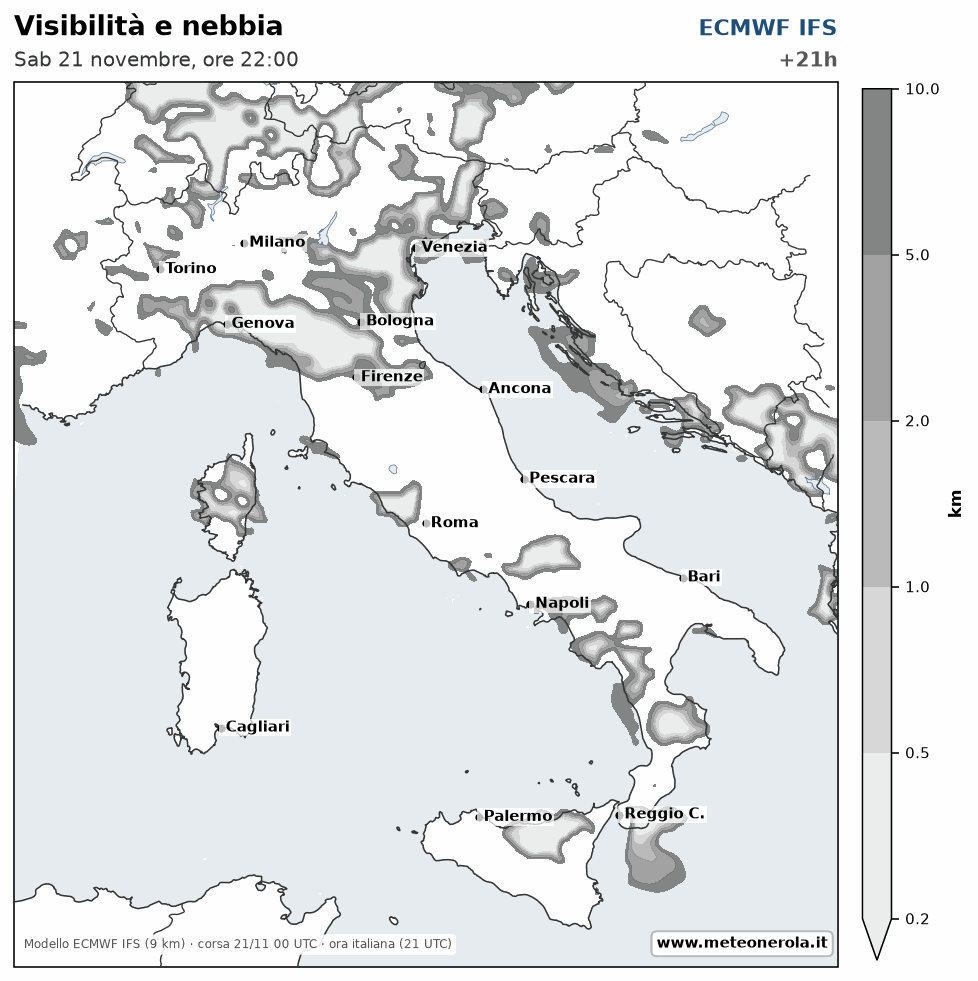 Visibilità e nebbia
ECMWF IFS
Sab 21 novembre, ore 22:00
+21h
10.0
5.0
2.0
1.0
0.5
0.2
km
Milano
Venezia
Torino
Genova
Bologna
Firenze
Ancona
Pescara
Roma
Bari
Napoli
Cagliari
Palermo
Reggio C.
Modello ECMWF IFS (9 km) · corsa 21/11 00 UTC · ora italiana (21 UTC)
www.meteonerola.it